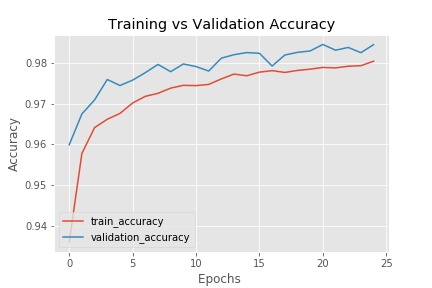 Training vs Validation Accuracy
0.98
0.97
0.96
0.95
0.94
Accuracy
train_accuracy
validation_accuracy
0 5 10 15 20 25
Epochs